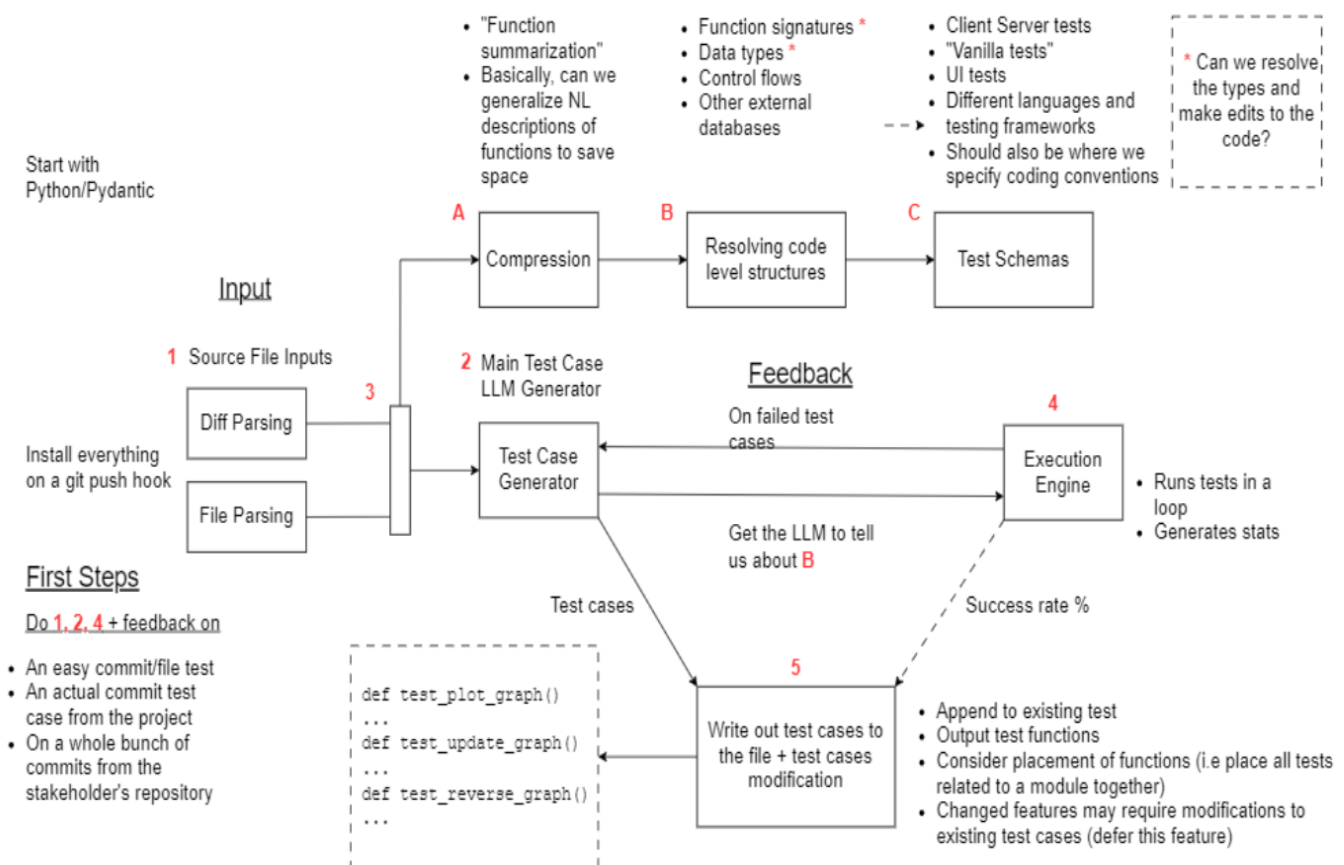 • "Function
summarization"
• Basically, can we
generalize NL
descriptions of
functions to save
space
• Function signatures *
• Data types *
• Control flows
• Other external
databases
• Client Server tests
• "Vanilla tests"
• UI tests
• Different languages and
testing frameworks
• Should also be where we
specify coding conventions
* Can we resolve
the types and
make edits to the
code?
Start with
Python/Pydantic
A
Compression
B
Resolving code
level structures
C
Test Schemas
Input
1 Source File Inputs
3
Diff Parsing
File Parsing
Install everything
on a git push hook
2 Main Test Case
LLM Generator
Test Case
Generator
Feedback
On failed test
cases
Get the LLM to tell
us about B
4
Execution
Engine
• Runs tests in a
loop
• Generates stats
First Steps
Do 1, 2, 4 + feedback on
• An easy commit/file test
• An actual commit test
case from the project
• On a whole bunch of
commits from the
stakeholder's repository
Test cases
Success rate %
def test_plot_graph()
...
def test_update_graph()
...
def test_reverse_graph()
...
5
Write out test cases to
the file + test cases
modification
• Append to existing test
• Output test functions
• Consider placement of functions (i.e place all tests
related to a module together)
• Changed features may require modifications to
existing test cases (defer this feature)